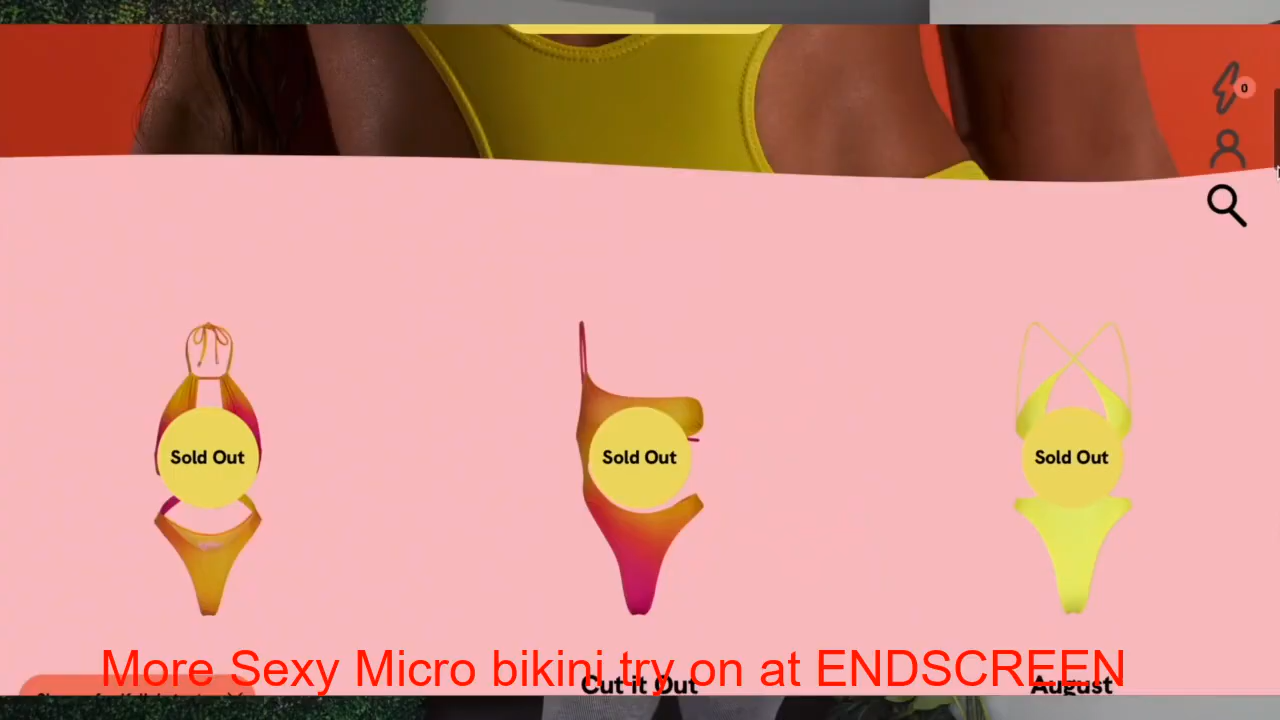 0
Sold Out
Sold Out
Sold Out
More Sexy Micro bikini try on at ENDSCREEN
Cut it Out
August